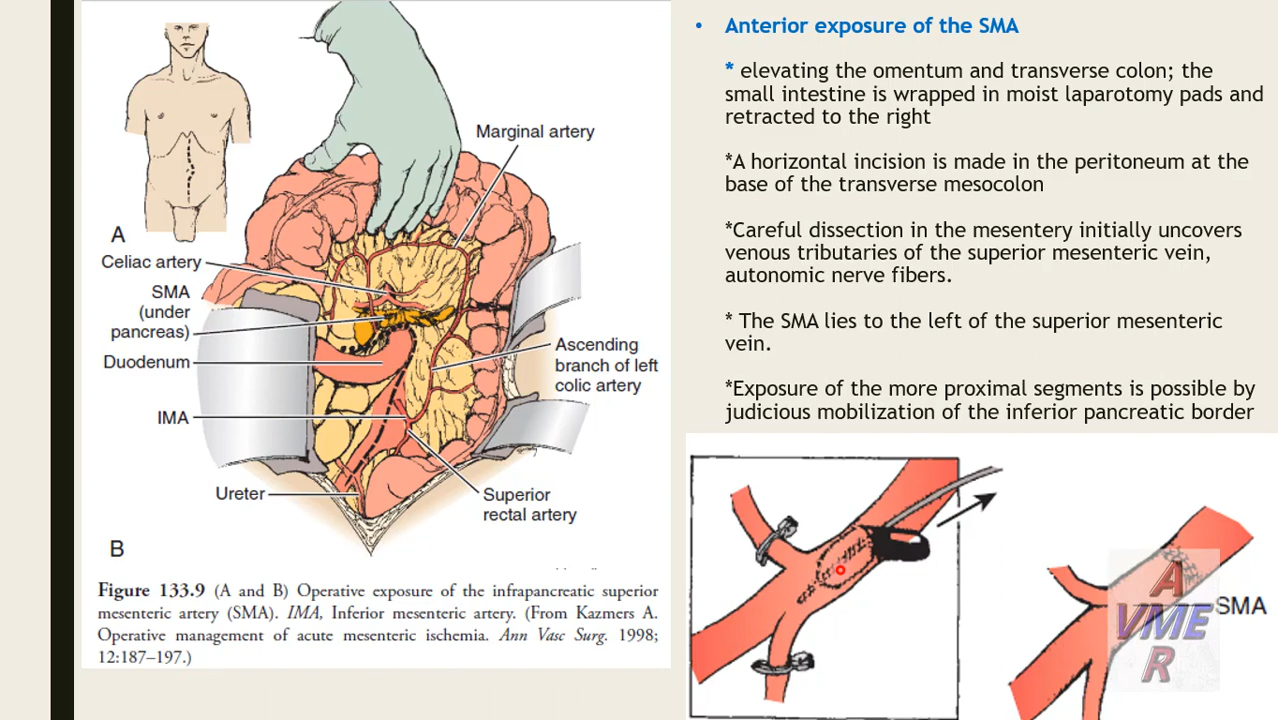 A
Marginal artery
Celiac artery
SMA
(under
pancreas)
Duodenum
Ascending
branch of left
colic artery
IMA
Ureter
Superior
rectal artery
B
Figure 133.9 (A and B) Operative exposure of the infrapancreatic superior
mesenteric artery (SMA). IMA, Inferior mesenteric artery. (From Kazmers A.
Operative management of acute mesenteric ischemia. Ann Vasc Surg. 1998;
12:187–197.)
• Anterior exposure of the SMA
* elevating the omentum and transverse colon; the
small intestine is wrapped in moist laparotomy pads and
retracted to the right
*A horizontal incision is made in the peritoneum at the
base of the transverse mesocolon
*Careful dissection in the mesentery initially uncovers
venous tributaries of the superior mesenteric vein,
autonomic nerve fibers.
* The SMA lies to the left of the superior mesenteric
vein.
*Exposure of the more proximal segments is possible by
judicious mobilization of the inferior pancreatic border
SMA
A
VME
R